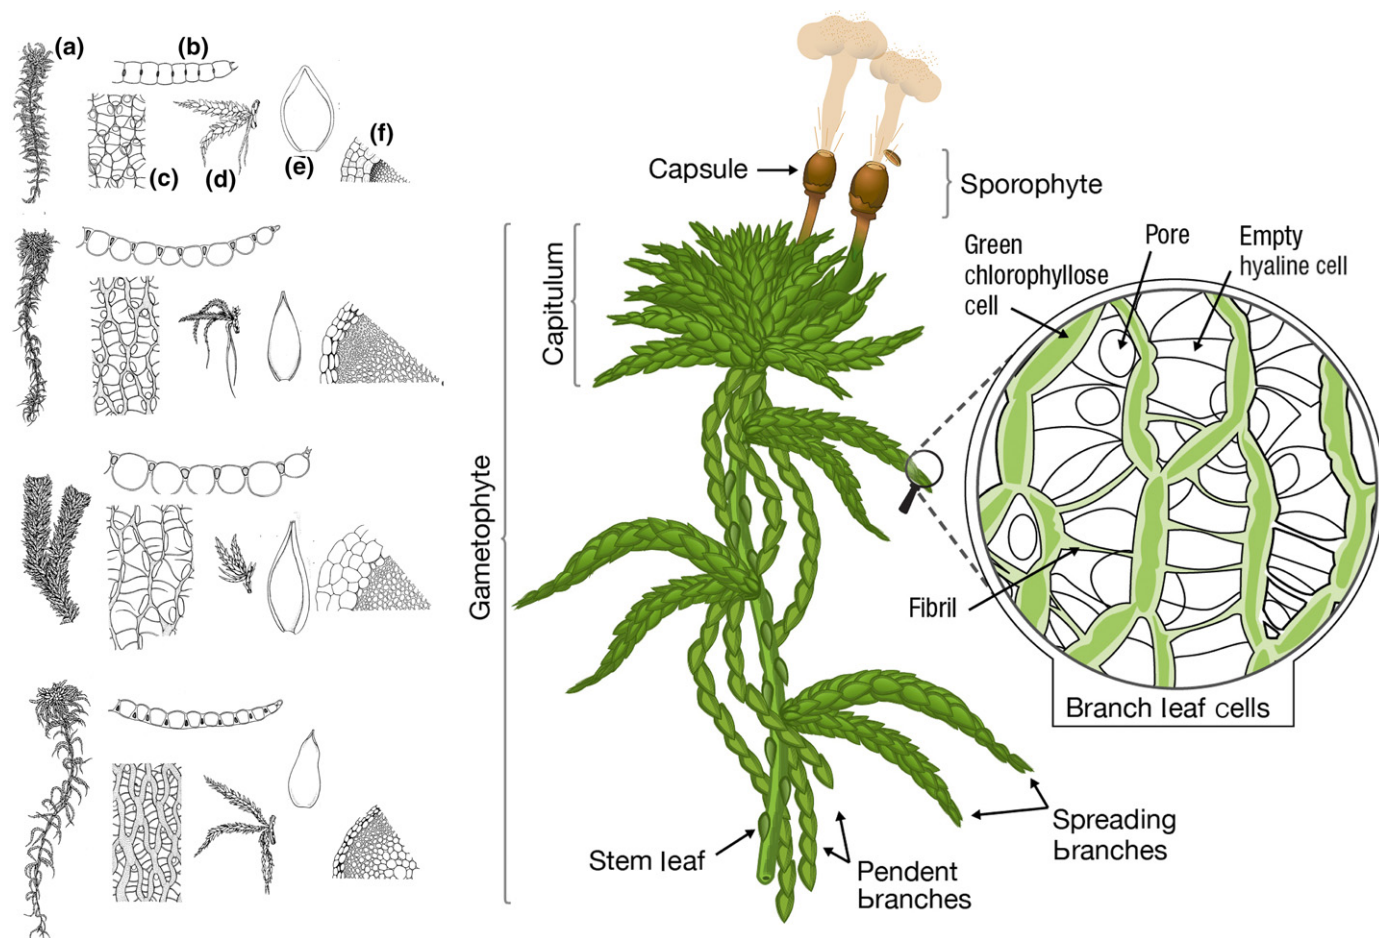 (a)
(b)
(c)
(d)
(e)
(f)
Capsule
Sporophyte
Capitulum
Gametophyte
Green
chlorophyllose
cell
Pore
Empty
hyaline cell
Fibril
Branch leaf cells
Stem leaf
Pendent
branches
Spreading
branches